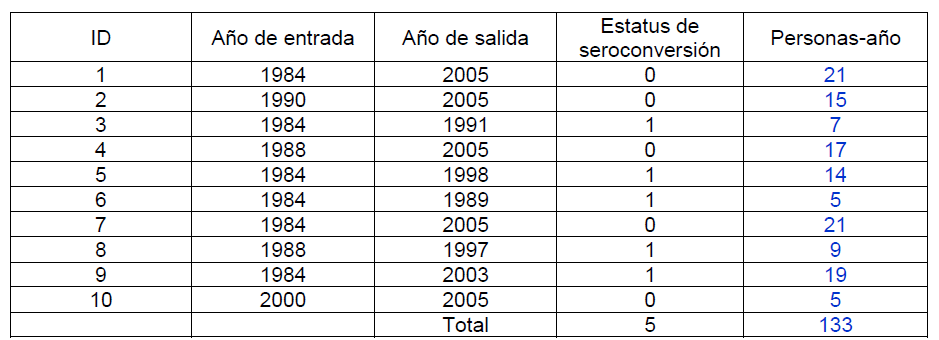 ID Año de entrada Año de salida Estatus de seroconversión Personas-año
1 1984 2005 0 21
2 1990 2005 0 15
3 1984 1991 1 7
4 1988 2005 0 17
5 1984 1998 1 14
6 1984 1989 1 5
7 1984 2005 0 21
8 1988 1997 1 9
9 1984 2003 1 19
10 2000 2005 0 5
Total 5 133